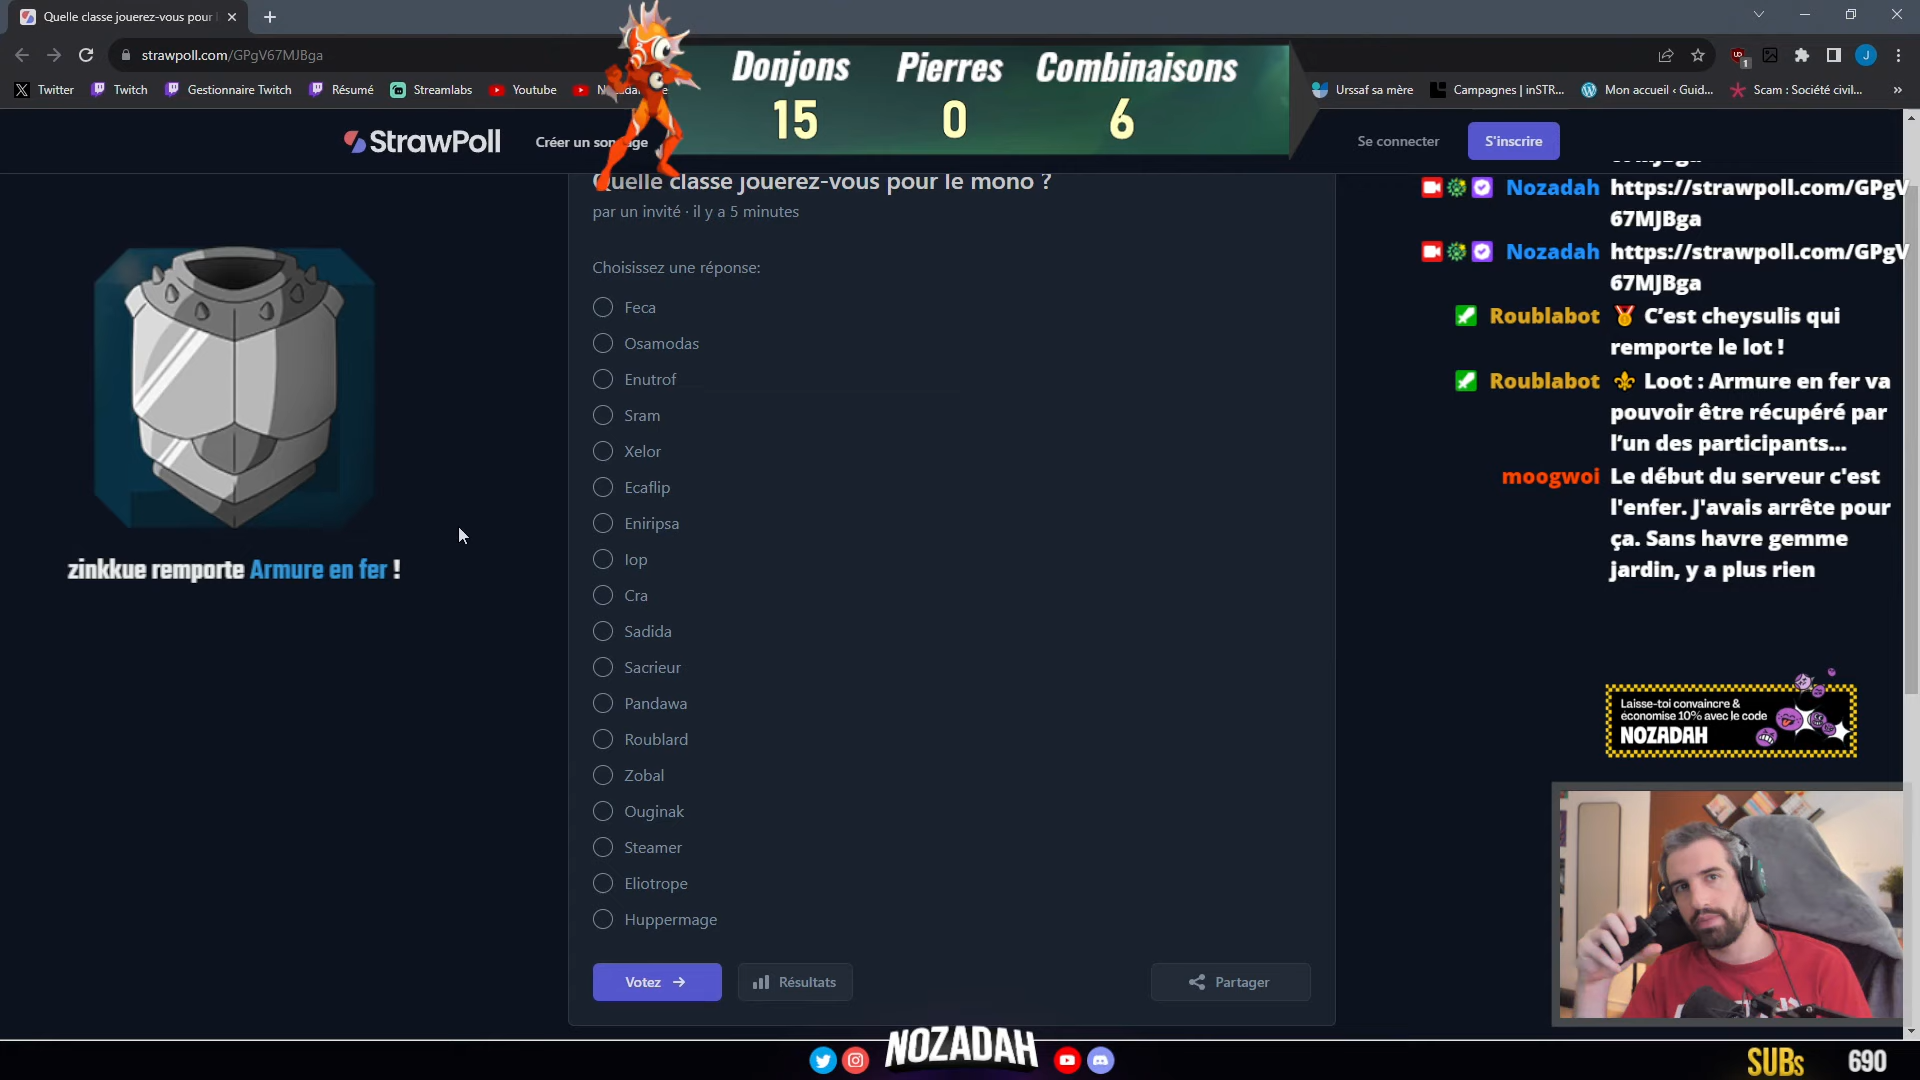 Quelle classe jouerez-vous pour
strawpoll.com/GPgV67MJBga
Twitter
Twitch
Gestionnaire Twitch
Résumé
Streamlabs
Youtube
Urssaf sa mère
Campagnes | inSTR...
Mon accueil ‹ Guid...
Scam : Société civil...
»
J
1
Donjons Pierres Combinaisons
15 0 6
StrawPoll
Se connecter
S'inscrire
Quelle classe jouerez-vous pour le mono ?
par un invité · il y a 5 minutes
Choisissez une réponse:
Feca
Osamodas
Enutrof
Sram
Xelor
Ecaflip
Eniripsa
Iop
Cra
Sadida
Sacrieur
Pandawa
Roublard
Zobal
Ouginak
Steamer
Eliotrope
Huppermage
Votez →
Résultats
Partager
zinkkue remporte Armure en fer !
67MJBga
Nozadah https://strawpoll.com/GPgV
67MJBga
Nozadah https://strawpoll.com/GPgV
67MJBga
Roublabot C’est cheysulis qui
remporte le lot !
Roublabot Loot : Armure en fer va
pouvoir être récupéré par
l’un des participants...
moogwoi Le début du serveur c'est
l'enfer. J'avais arrête pour
ça. Sans havre gemme
jardin, y a plus rien
Laisse-toi convaincre &
économise 10% avec le code
NOZADAH
NOZADAH
SUBs 690